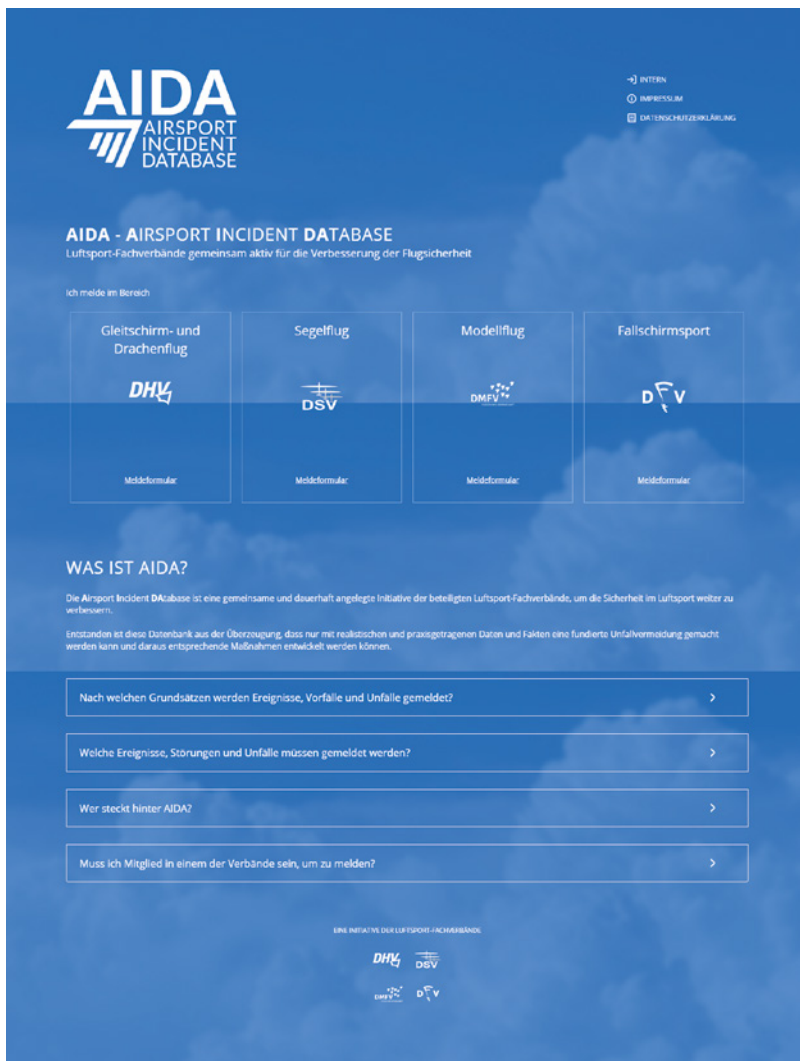 AIDA
AIRSPORT
INCIDENT
DATABASE
INTERN
IMPRESSUM
DATENSCHUTZERKLÄRUNG
AIDA - AIRSPORT INCIDENT DATABASE
Luftsport-Fachverbände gemeinsam aktiv für die Verbesserung der Flugsicherheit
Ich melde im Bereich
Gleitschirm- und
Drachenflug
DHV
Meldeformular
Segelflug
DSV
Meldeformular
Modellflug
DMFV
Meldeformular
Fallschirmsport
DFV
Meldeformular
WAS IST AIDA?
Die Airsport Incident DAtabase ist eine gemeinsame und dauerhaft angelegte Initiative der beteiligten Luftsport-Fachverbände, um die Sicherheit im Luftsport weiter zu
verbessern.
Entstanden ist diese Datenbank aus der Überzeugung, dass nur mit realistischen und praxisgetragenen Daten und Fakten eine fundierte Unfallvermeidung gemacht
werden kann und daraus entsprechende Maßnahmen entwickelt werden können.
Nach welchen Grundsätzen werden Ereignisse, Vorfälle und Unfälle gemeldet?
Welche Ereignisse, Störungen und Unfälle müssen gemeldet werden?
Wer steckt hinter AIDA?
Muss ich Mitglied in einem der Verbände sein, um zu melden?
EINE INITIATIVE DER LUFTSPORT-FACHVERBÄNDE
DHV
DSV
DMFV
DFV